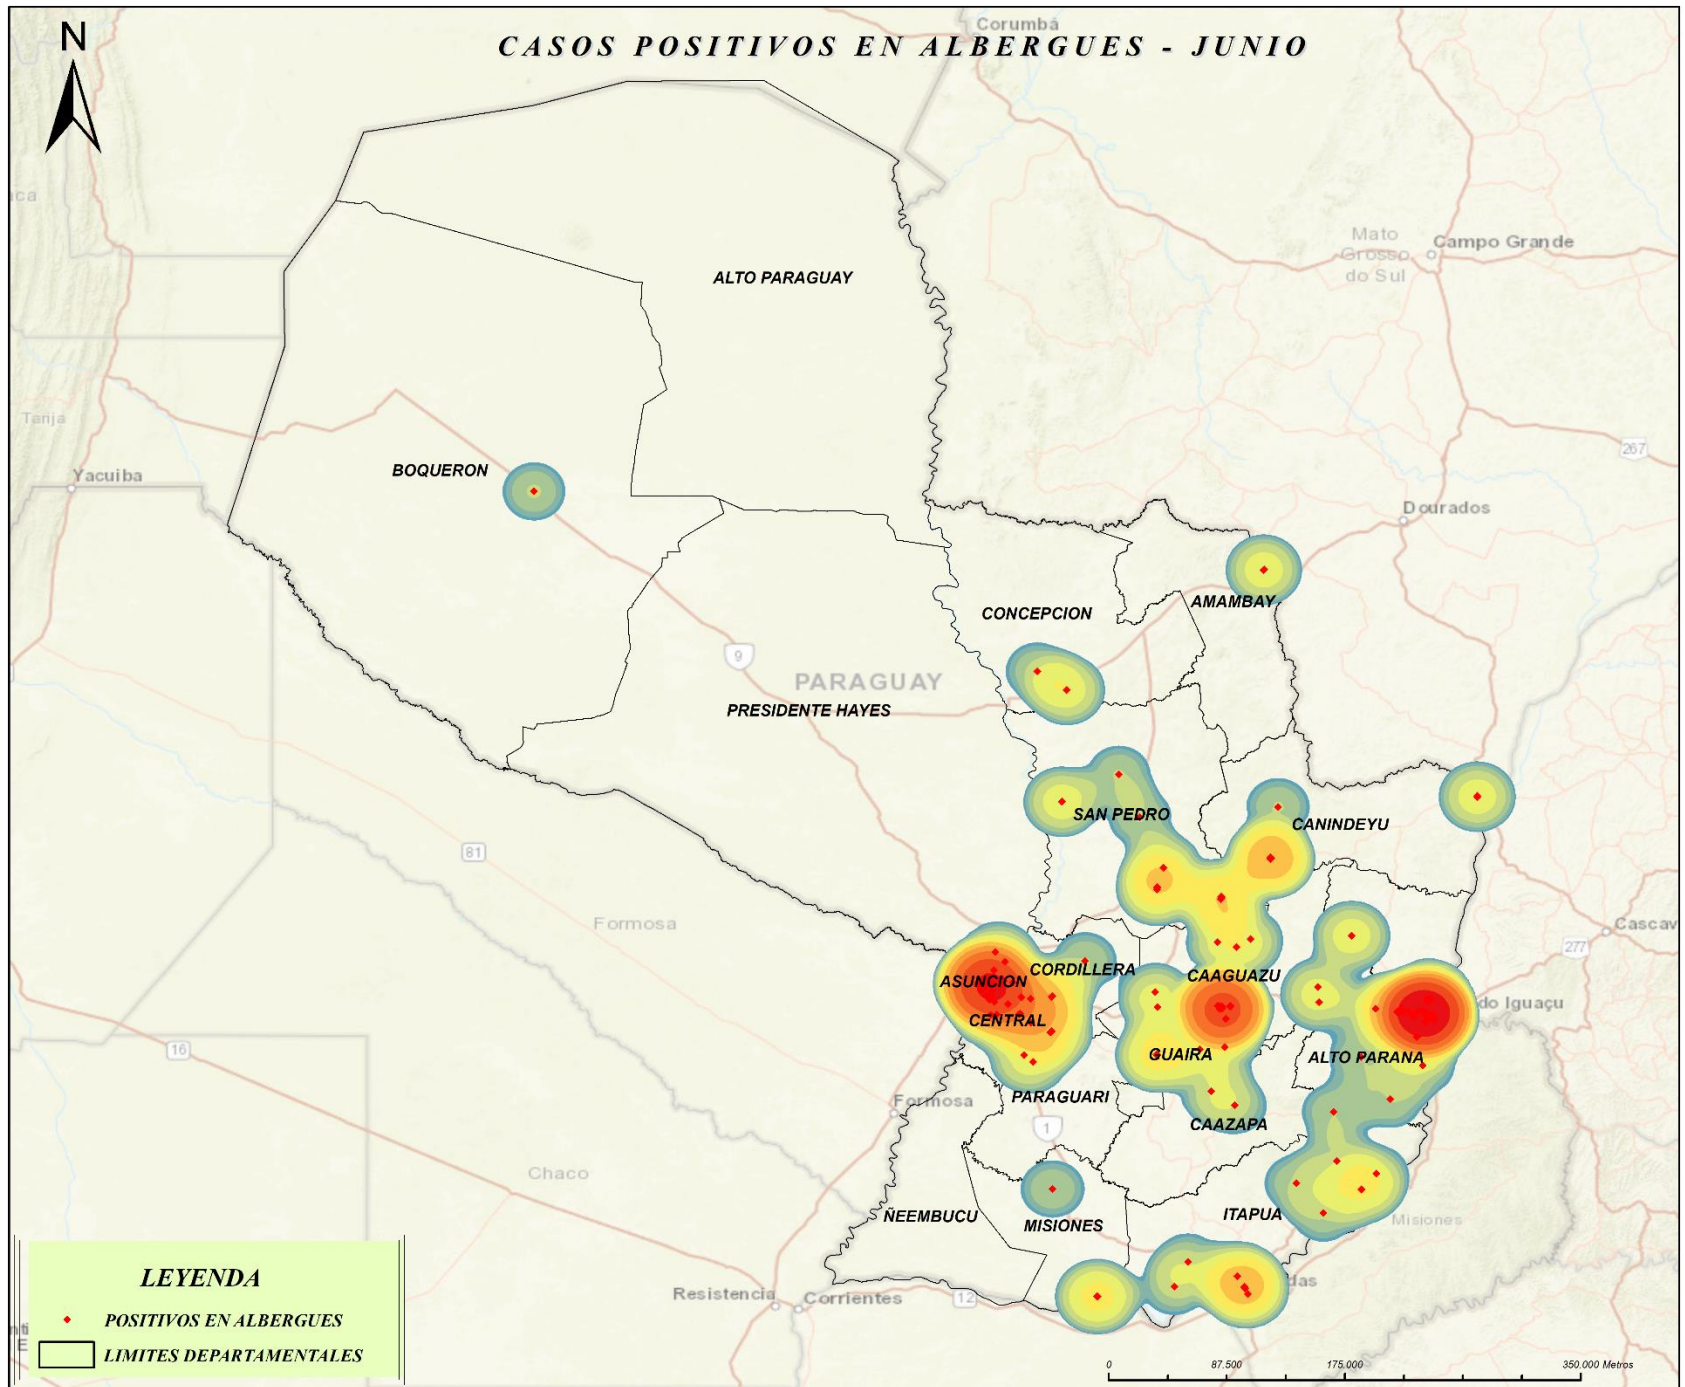 N
Corumbá
CASOS POSITIVOS EN ALBERGUES - JUNIO
Mato
Grosso
do Sul
Campo Grande
ALTO PARAGUAY
Tarija
267
Yacuiba
BOQUERON
Dourados
AMAMBAY
CONCEPCION
9
PARAGUAY
PRESIDENTE HAYES
SAN PEDRO
CANINDEYU
81
Formosa
Cascav
277
CORDILLERA
CAAGUAZU
ASUNCION
do Iguaçu
CENTRAL
16
GUAIRA
ALTO PARANA
PARAGUARI
Formosa
CAAZAPA
1
Chaco
ÑEEMBUCU
MISIONES
ITAPUA
Misiones
das
LEYENDA
Resistencia
Corrientes
12
POSITIVOS EN ALBERGUES
LIMITES DEPARTAMENTALES
0 87.500 175.000 350.000 Metros